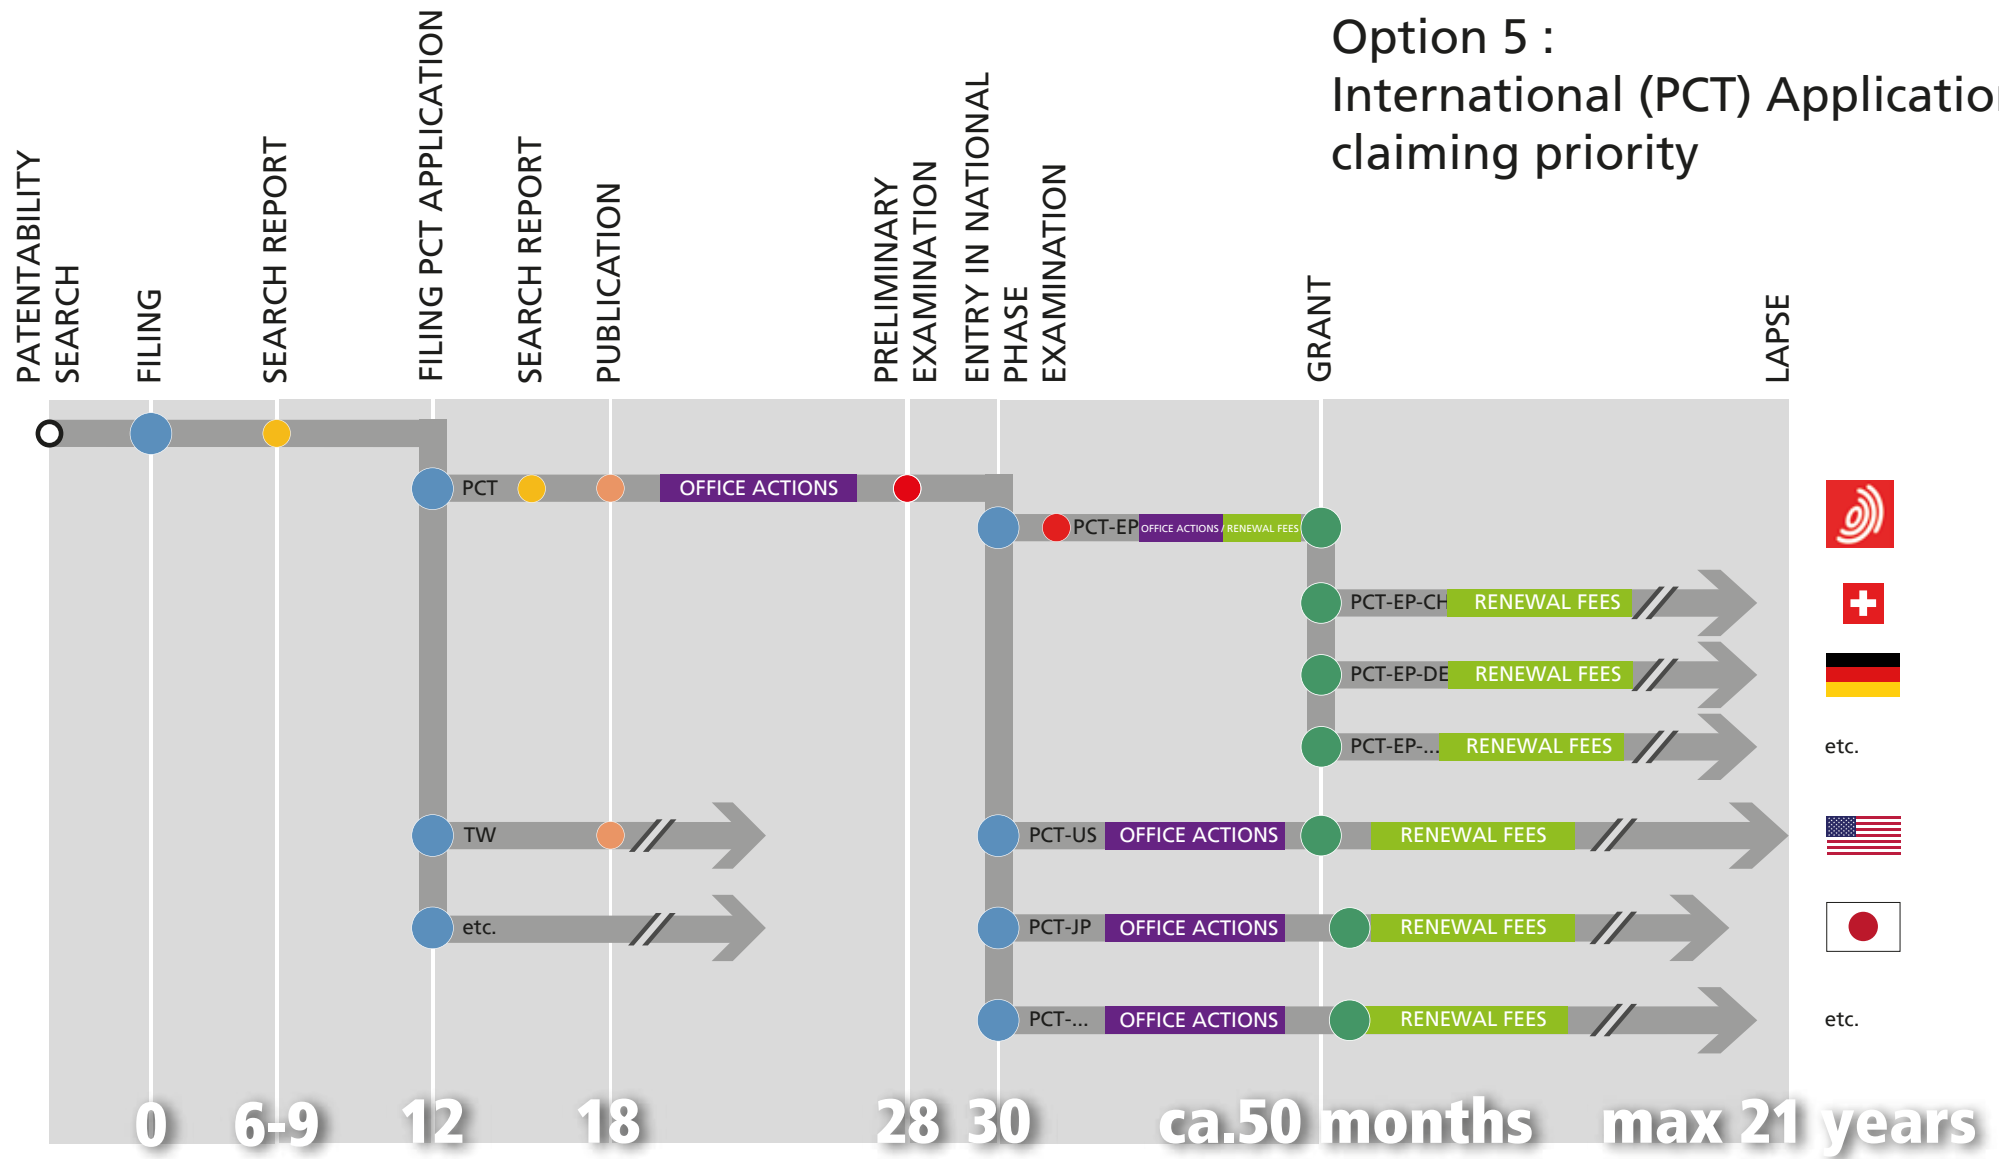 Option 5 :
International (PCT) Application
claiming priority
PATENTABILITY
SEARCH
FILING
SEARCH REPORT
FILING PCT APPLICATION
SEARCH REPORT
PUBLICATION
PRELIMINARY
EXAMINATION
ENTRY IN NATIONAL
PHASE
EXAMINATION
GRANT
LAPSE
PCT
OFFICE ACTIONS
PCT-EP
OFFICE ACTIONS /
RENEWAL FEES
PCT-EP-CH
RENEWAL FEES
PCT-EP-DE
RENEWAL FEES
PCT-EP-...
RENEWAL FEES
etc.
TW
PCT-US
OFFICE ACTIONS
RENEWAL FEES
etc.
PCT-JP
OFFICE ACTIONS
RENEWAL FEES
PCT-...
OFFICE ACTIONS
RENEWAL FEES
etc.
0
6-9
12
18
28
30
ca.50 months
max 21 years